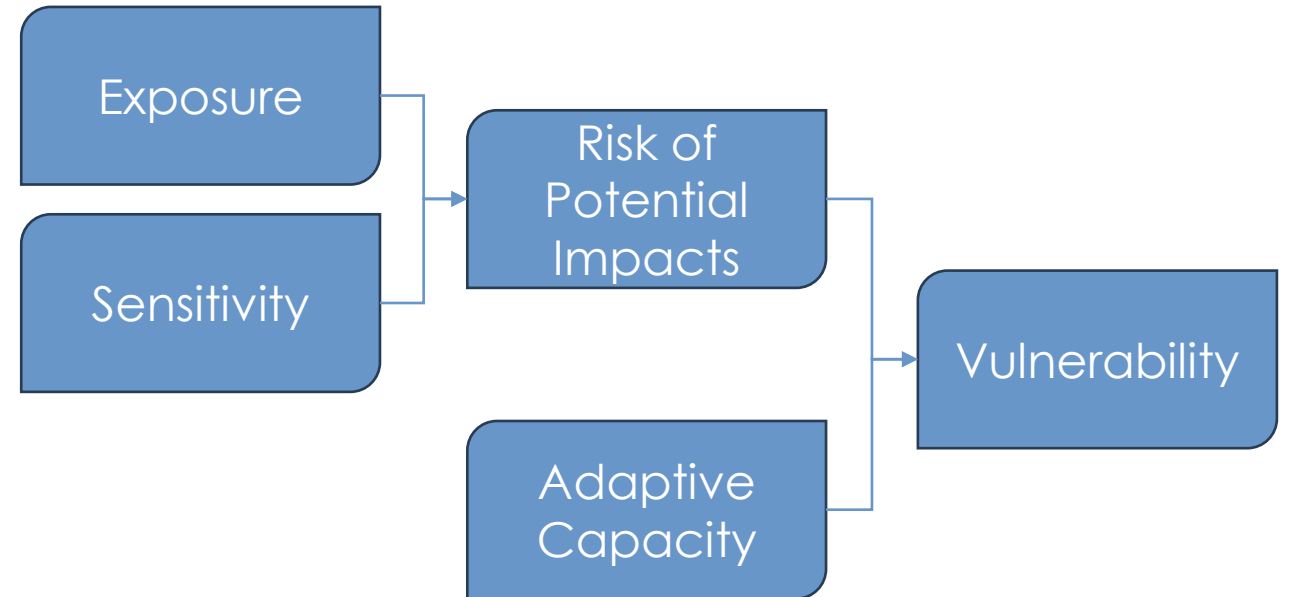 Exposure
Sensitivity
Risk of
Potential
Impacts
Adaptive
Capacity
Vulnerability